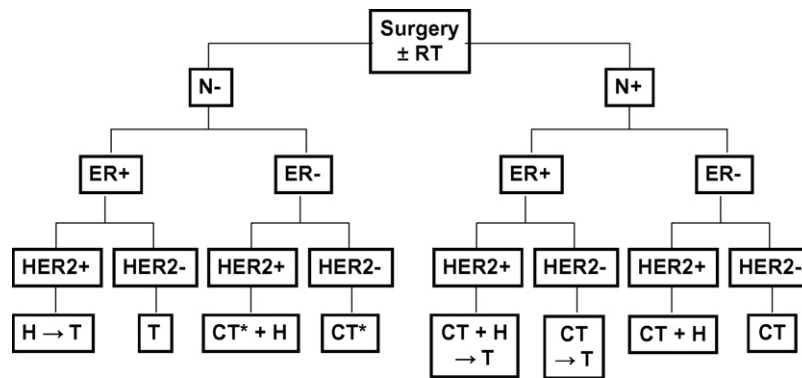 Surgery
± RT
N-
N+
ER+
ER-
ER+
ER-
HER2+
HER2-
HER2+
HER2-
HER2+
HER2-
HER2+
HER2-
H → T
T
CT* + H
CT*
CT + H
→ T
CT
→ T
CT + H
CT